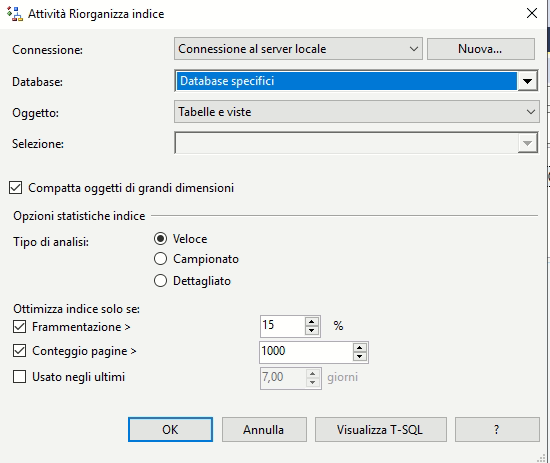 Attività Riorganizza indice
Connessione: Connessione al server locale Nuova...
Database: Database specifici
Oggetto: Tabelle e viste
Selezione:
Compatta oggetti di grandi dimensioni
Opzioni statistiche indice
Tipo di analisi: Veloce
Campionato
Dettagliato
Ottimizza indice solo se:
Frammentazione > 15 %
Conteggio pagine > 1000
Usato negli ultimi 7,00 giorni
OK Annulla Visualizza T-SQL ?